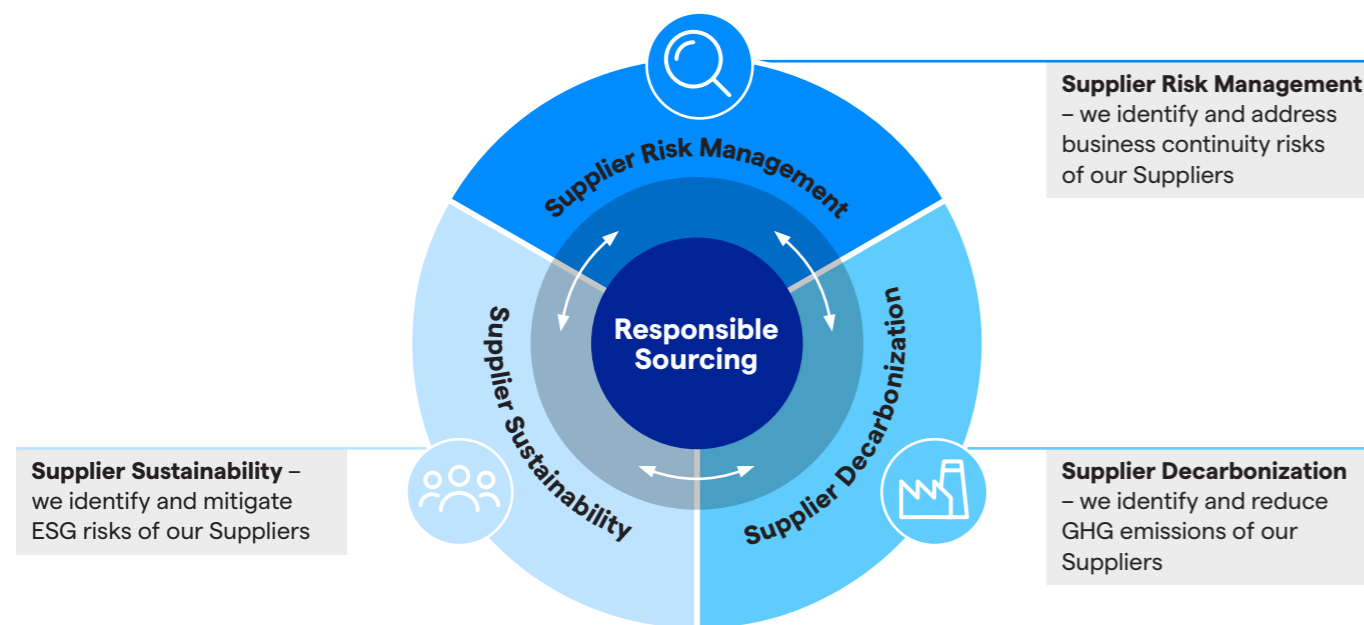 Supplier Risk Management
– we identify and address
business continuity risks
of our Suppliers
Supplier Risk Management
Responsible
Sourcing
Supplier Sustainability
Supplier Decarbonization
Supplier Sustainability –
we identify and mitigate
ESG risks of our Suppliers
Supplier Decarbonization
– we identify and reduce
GHG emissions of our
Suppliers